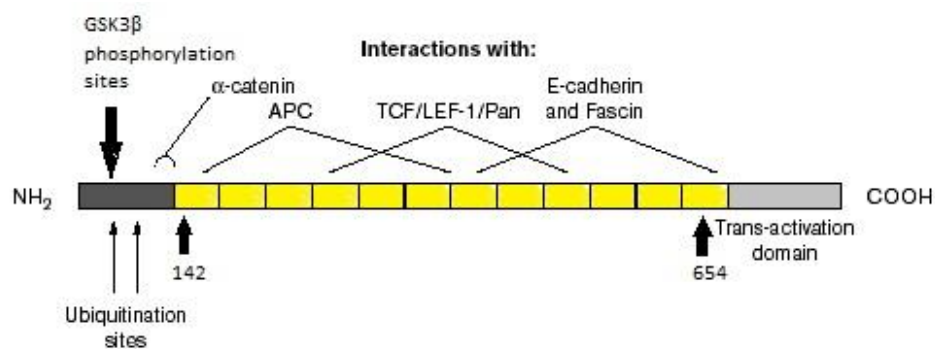 GSK3β
phosphorylation
sites
Interactions with:
α-catenin
APC
TCF/LEF-1/Pan
E-cadherin
and Fascin
NH₂
COOH
Trans-activation
domain
142
654
Ubiquitination
sites